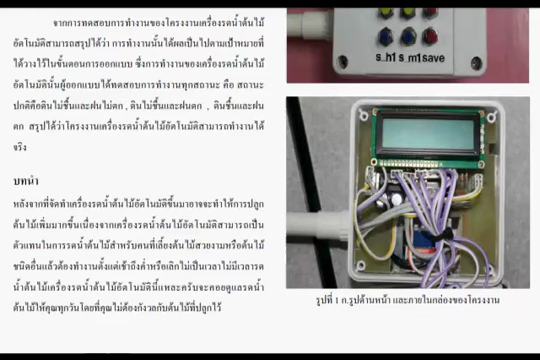 จากการทดสอบการทำงานของโครงงานเครื่องรดน้ำต้นไม้
อัตโนมัติสามารถสรุปได้ว่า การทำงานนั้นได้ผลเป็นไปตามเป้าหมายที่
ได้วางไว้ในขั้นตอนการออกแบบ ซึ่งการทำงานของเครื่องรดน้ำต้นไม้
อัตโนมัตินั้นผู้ออกแบบได้ทดสอบการทำงานทุกสถานะ คือ สถานะ
ปกติคือดินไม่ชื้นและฝนไม่ตก , ดินไม่ชื้นและฝนตก , ดินชื้นและฝน
ตก สรุปได้ว่าโครงงานเครื่องรดน้ำต้นไม้อัตโนมัติสามารถทำงานได้
จริง
บทนำ
หลังจากที่จัดทำเครื่องรดน้ำต้นไม้อัตโนมัติขึ้นมาอาจจะทำให้การปลูก
ต้นไม้เพิ่มมากขึ้นเนื่องจากเครื่องรดน้ำต้นไม้อัตโนมัติสามารถเป็น
ตัวแทนในการรดน้ำต้นไม้สำหรับคนที่เลี้ยงต้นไม้สวยงามหรือต้นไม้
ชนิดอื่นแล้วต้องทำงานตั้งแต่เช้าถึงค่ำหรือเลิกไม่เป็นเวลาไม่มีเวลารด
น้ำต้นไม้เครื่องรดน้ำต้นไม้อัตโนมัตินี้แหละครับจะคอยดูแลรดน้ำ
ต้นไม้ให้คุณทุกวันโดยที่คุณไม่ต้องกังวลกับต้นไม้ที่ปลูกไว้
s_h1 s_m1 save
รูปที่ 1 ก.รูปด้านหน้า และภายในกล่องของโครงงาน